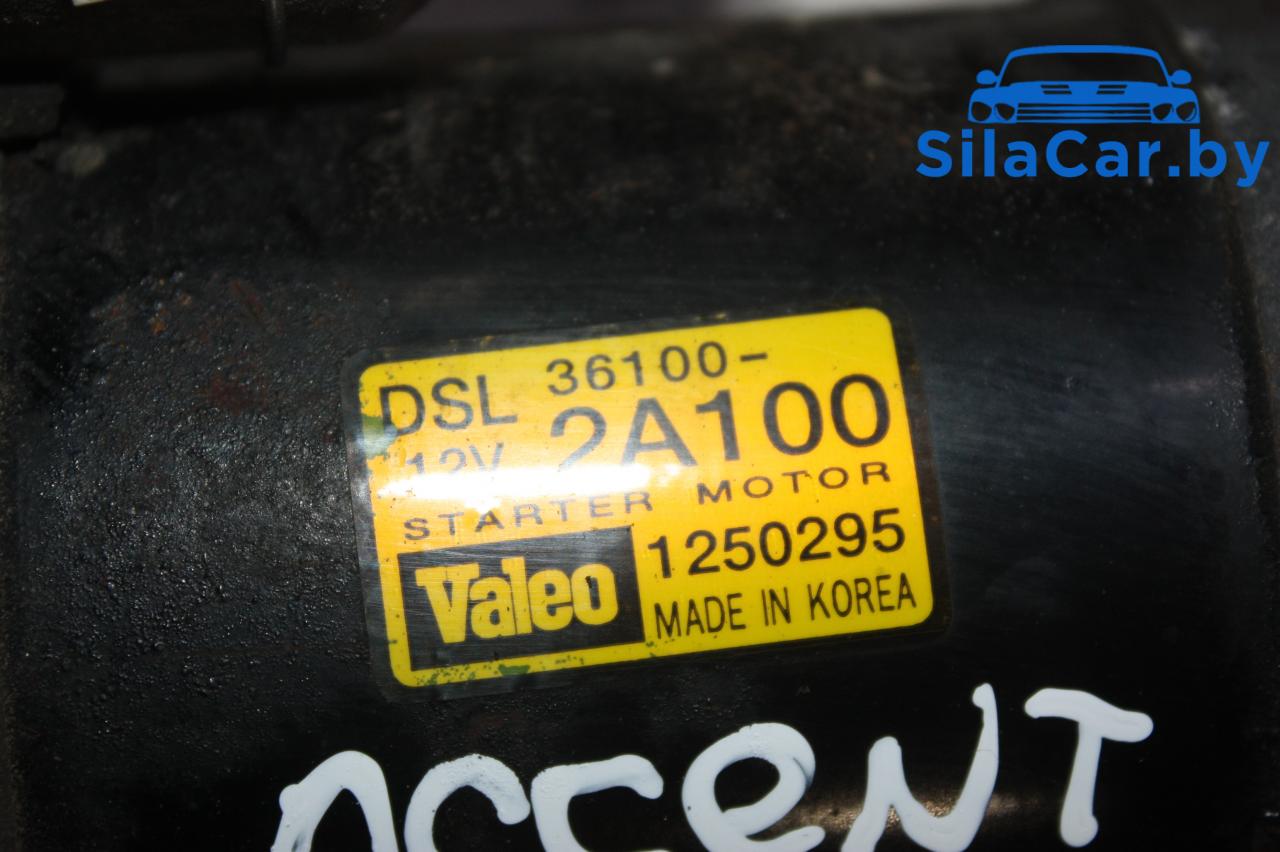 SilaCar.by
DSL 36100-
12V 2A100
STARTER MOTOR
Valeo 1250295
MADE IN KOREA
ACCENT